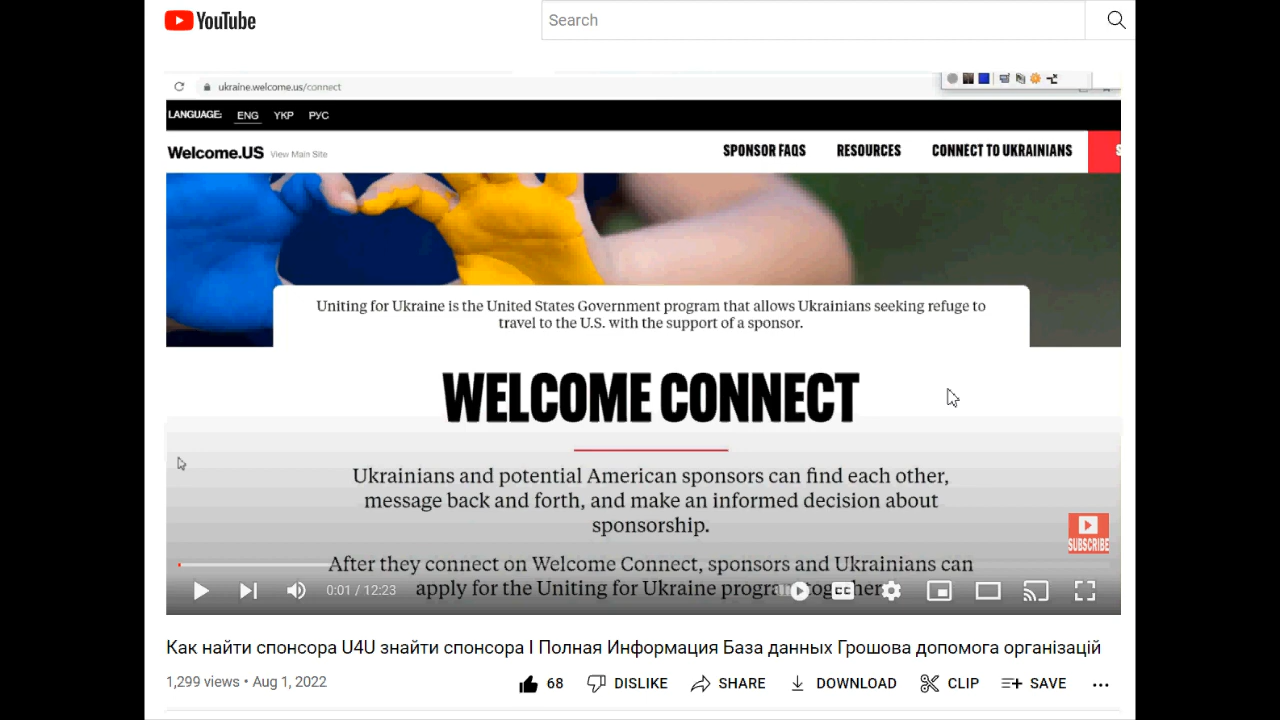 YouTube
Search
ukraine.welcome.us/connect
LANGUAGE: ENG УКР РУС
Welcome.US View Main Site
SPONSOR FAQS RESOURCES CONNECT TO UKRAINIANS S
Uniting for Ukraine is the United States Government program that allows Ukrainians seeking refuge to
travel to the U.S. with the support of a sponsor.
WELCOME CONNECT
Ukrainians and potential American sponsors can find each other,
message back and forth, and make an informed decision about
sponsorship.
SUBSCRIBE
After they connect on Welcome Connect, sponsors and Ukrainians can
apply for the Uniting for Ukraine program together.
0:01 / 12:23
CC
Как найти спонсора U4U знайти спонсора I Полная Информация База данных Грошова допомога організацій
1,299 views • Aug 1, 2022
68 DISLIKE SHARE DOWNLOAD CLIP SAVE ...